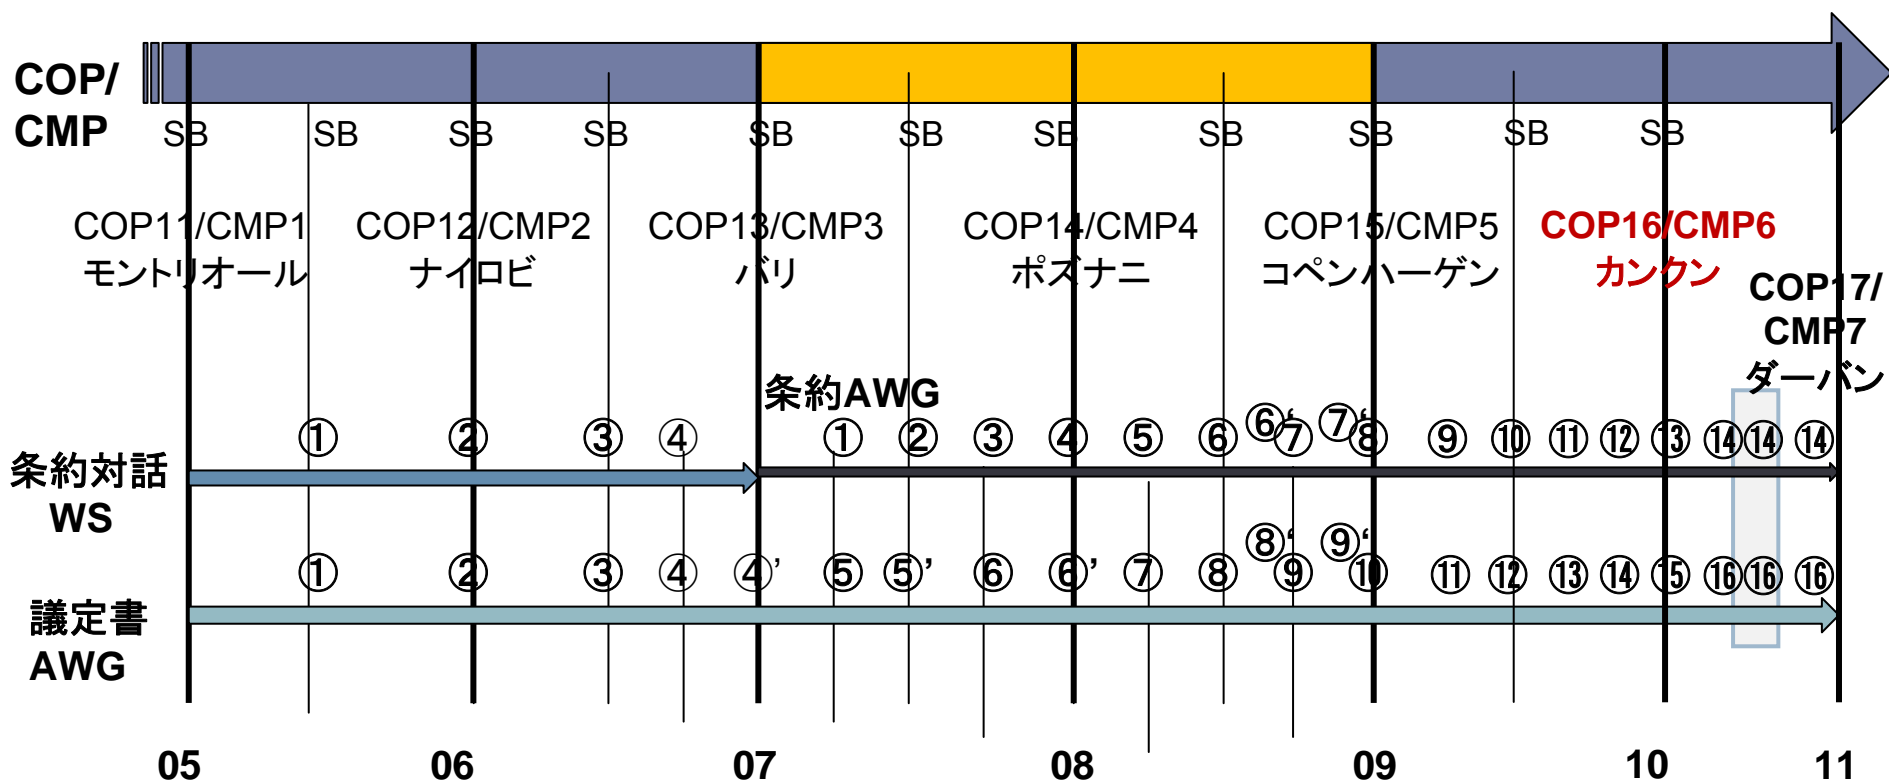 COP/
CMP
SB SB SB SB SB SB SB SB SB SB SB
COP11/CMP1 COP12/CMP2 COP13/CMP3 COP14/CMP4 COP15/CMP5 COP16/CMP6
モントリオール ナイロビ バリ ポズナニ コペンハーゲン カンクン
COP17/
CMP7
ダーバン
条約AWG
⑥‘ ⑦‘
① ② ③ ④ ① ② ③ ④ ⑤ ⑥ ⑦ ⑧ ⑨ ⑩ ⑪ ⑫ ⑬ ⑭ ⑭ ⑭
条約対話
WS
⑧‘ ⑨‘
① ② ③ ④ ④’ ⑤ ⑤’ ⑥ ⑥’ ⑦ ⑧ ⑨ ⑩ ⑪ ⑫ ⑬ ⑭ ⑮ ⑯ ⑯ ⑯
議定書
AWG
05 06 07 08 09 10 11